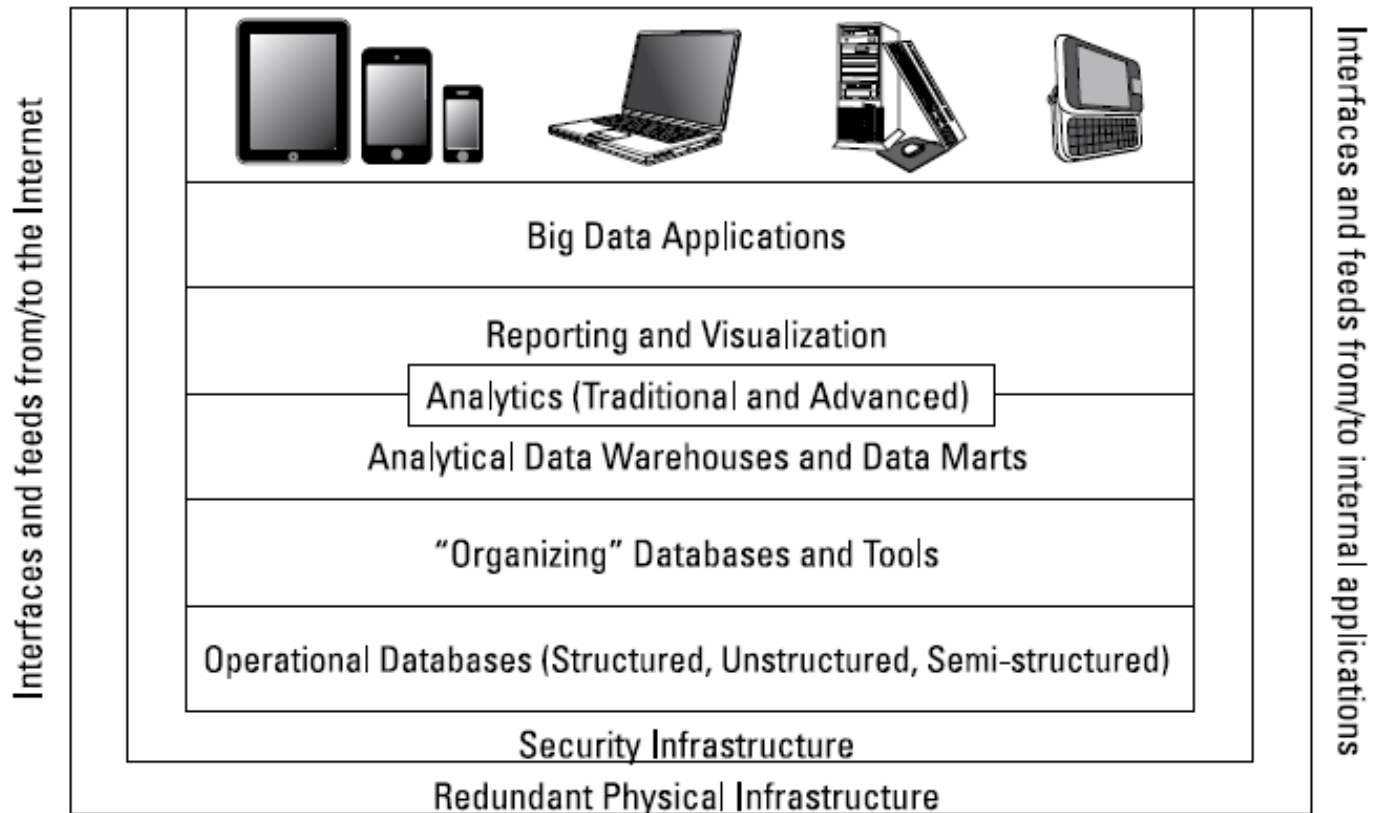 Interfaces and feeds from/to the Internet
Big Data Applications
Reporting and Visualization
Analytics (Traditional and Advanced)
Analytical Data Warehouses and Data Marts
“Organizing” Databases and Tools
Operational Databases (Structured, Unstructured, Semi-structured)
Security Infrastructure
Redundant Physical Infrastructure
Interfaces and feeds from/to internal applications